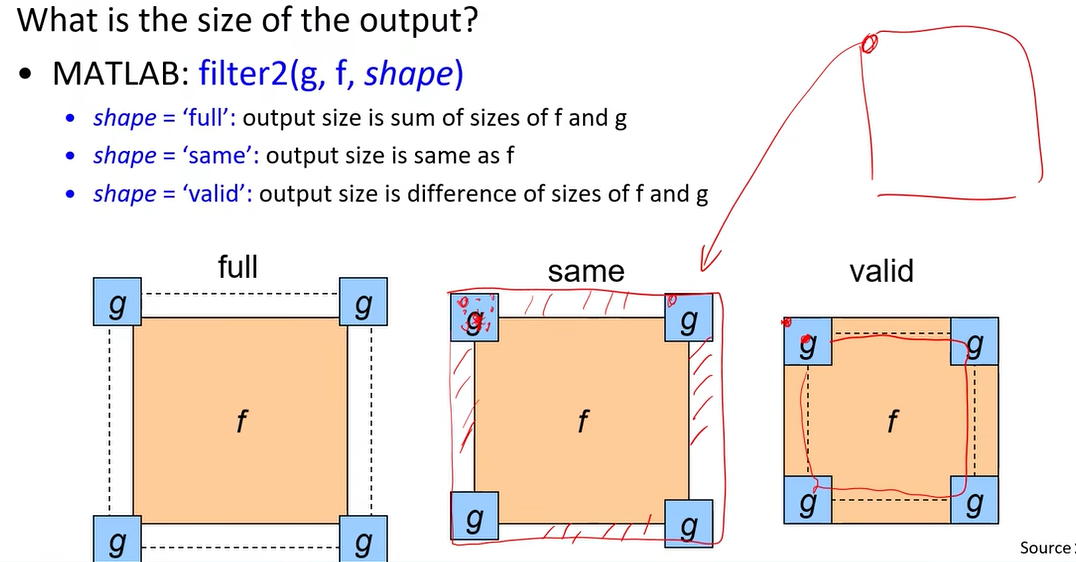 What is the size of the output?
• MATLAB: filter2(g, f, shape)
• shape = ‘full’: output size is sum of sizes of f and g
• shape = ‘same’: output size is same as f
• shape = ‘valid’: output size is difference of sizes of f and g
full
same
valid
g
g
f
g
g
g
g
f
g
g
g
g
f
g
g
Source: